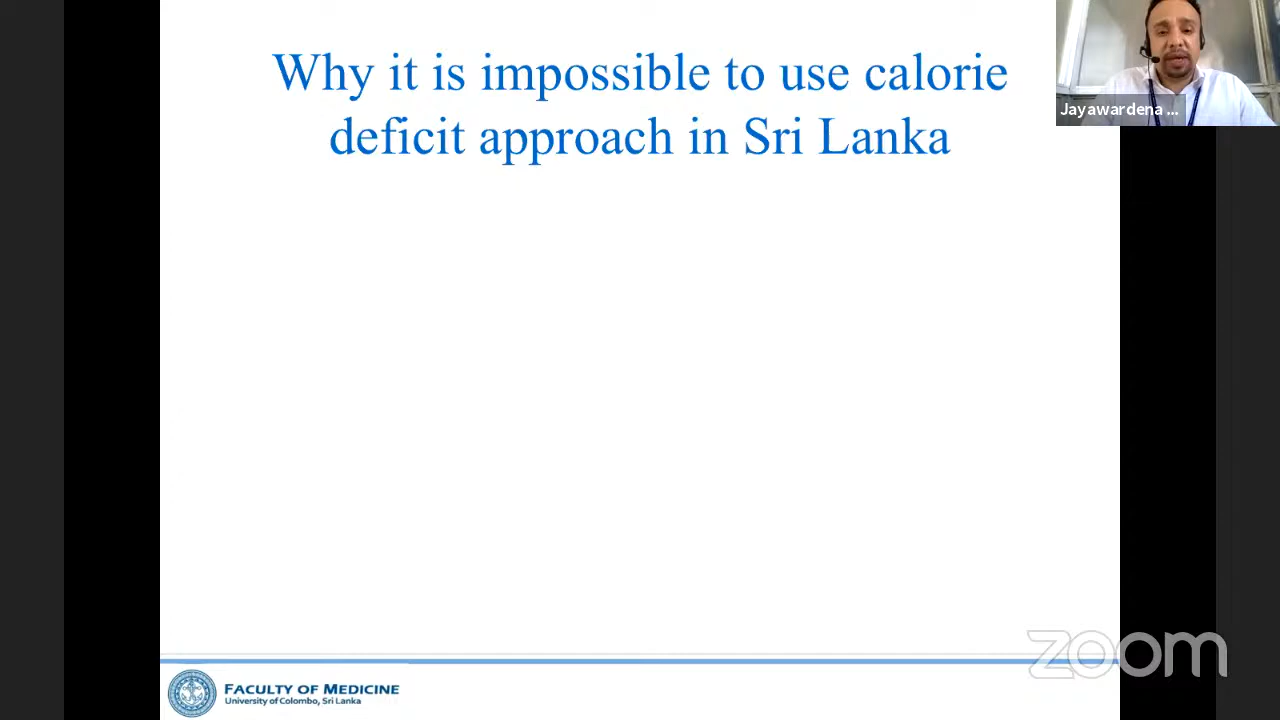 Why it is impossible to use calorie
deficit approach in Sri Lanka
Jayawardena ...
zoom
FACULTY OF MEDICINE
University of Colombo, Sri Lanka